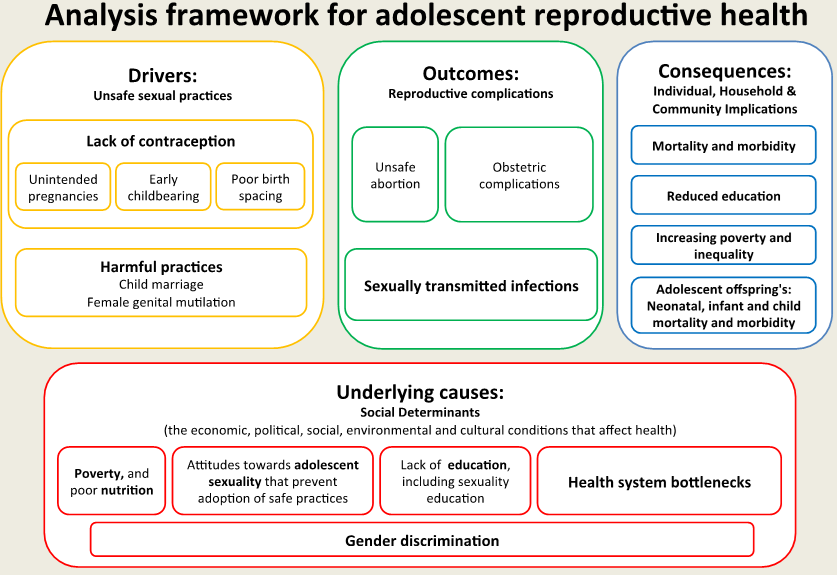 Analysis framework for adolescent reproductive health
Drivers:
Unsafe sexual practices
Lack of contraception
Unintended
pregnancies
Early
childbearing
Poor birth
spacing
Harmful practices
Child marriage
Female genital mutilation
Outcomes:
Reproductive complications
Unsafe
abortion
Obstetric
complications
Sexually transmitted infections
Consequences:
Individual, Household &
Community Implications
Mortality and morbidity
Reduced education
Increasing poverty and
inequality
Adolescent offspring's:
Neonatal, infant and child
mortality and morbidity
Underlying causes:
Social Determinants
(the economic, political, social, environmental and cultural conditions that affect health)
Poverty, and
poor nutrition
Attitudes towards adolescent
sexuality that prevent
adoption of safe practices
Lack of education,
including sexuality
education
Health system bottlenecks
Gender discrimination